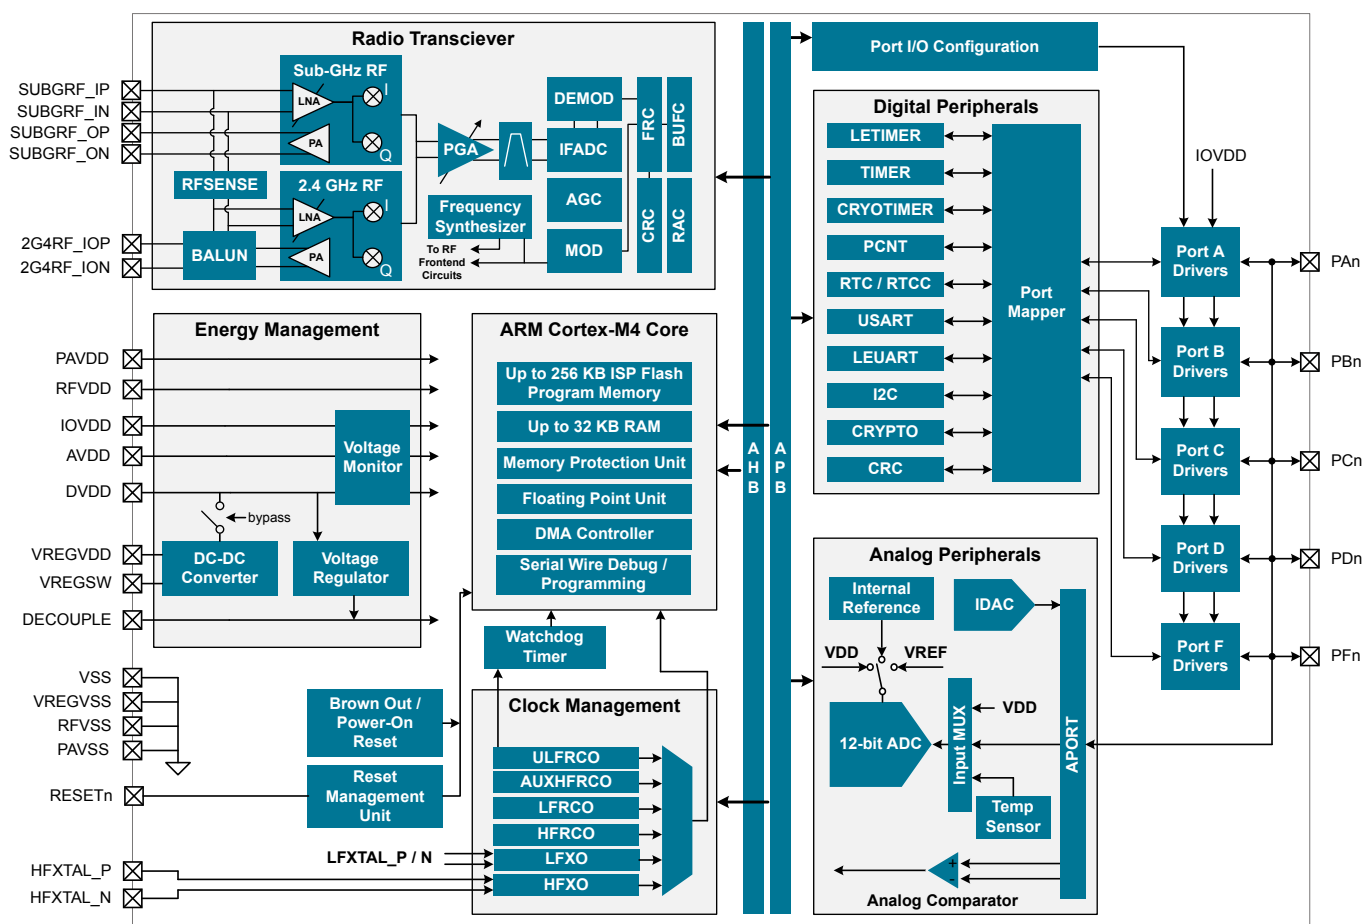 Radio Transciever
Sub-GHz RF
LNA
I
PA
Q
SUBGRF_IP
SUBGRF_IN
SUBGRF_OP
SUBGRF_ON
RFSENSE
2.4 GHz RF
LNA
I
PA
Q
BALUN
2G4RF_IOP
2G4RF_ION
PGA
Frequency
Synthesizer
To RF
Frontend
Circuits
DEMOD
IFADC
AGC
MOD
FRC
BUFC
CRC
RAC
Energy Management
PAVDD
RFVDD
IOVDD
AVDD
DVDD
Voltage
Monitor
bypass
VREGVDD
VREGSW
DECOUPLE
DC-DC
Converter
Voltage
Regulator
VSS
VREGVSS
RFVSS
PAVSS
RESETn
Brown Out /
Power-On
Reset
Reset
Management
Unit
HFXTAL_P
HFXTAL_N
ARM Cortex-M4 Core
Up to 256 KB ISP Flash
Program Memory
Up to 32 KB RAM
Memory Protection Unit
Floating Point Unit
DMA Controller
Serial Wire Debug /
Programming
Watchdog
Timer
Clock Management
ULFRCO
AUXHFRCO
LFRCO
HFRCO
LFXO
HFXO
LFXTAL_P / N
AHB
APB
Port I/O Configuration
Digital Peripherals
LETIMER
TIMER
CRYOTIMER
PCNT
RTC / RTCC
USART
LEUART
I2C
CRYPTO
CRC
Port
Mapper
Analog Peripherals
Internal
Reference
IDAC
VDD
VREF
12-bit ADC
Input MUX
VDD
Temp
Sensor
APORT
+
-
Analog Comparator
IOVDD
Port A
Drivers
Port B
Drivers
Port C
Drivers
Port D
Drivers
Port F
Drivers
PAn
PBn
PCn
PDn
PFn